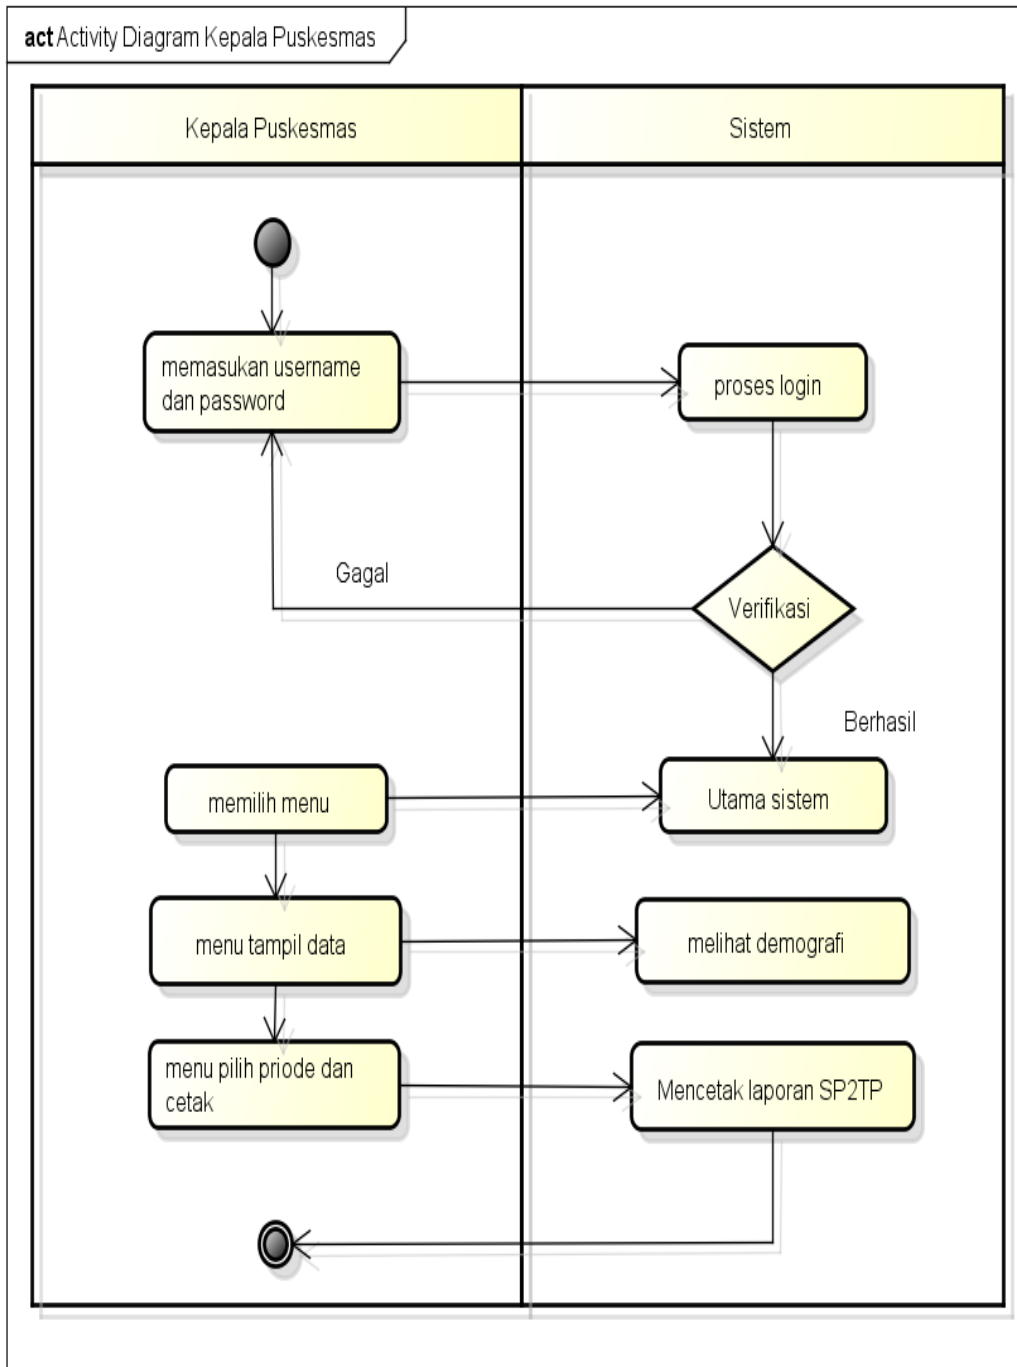 act Activity Diagram Kepala Puskesmas
Kepala Puskesmas
Sistem
memasukan username
dan password
proses login
Gagal
Verifikasi
Berhasil
memilih menu
Utama sistem
menu tampil data
melihat demografi
menu pilih priode dan
cetak
Mencetak laporan SP2TP